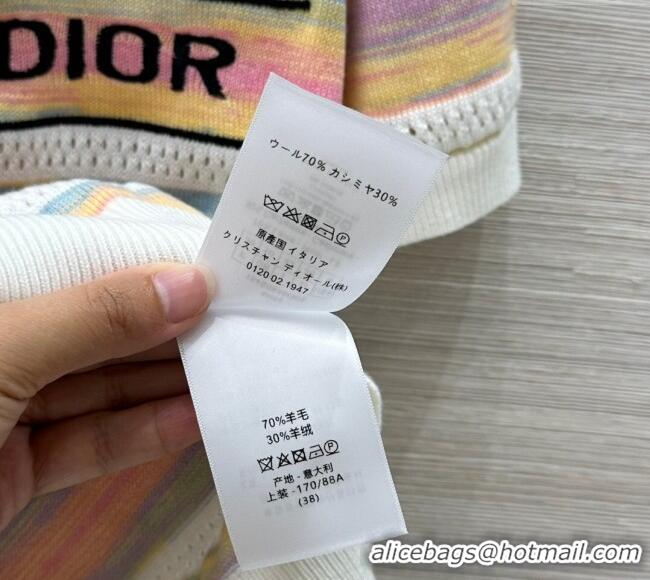 DIOR
ウール70% カシミヤ30%
P
原産国 イタリア
クリスチャン ディオール(株)
0120 02 1947
70%羊毛
30%羊绒
P
产地 - 意大利
上装 - 170/88A
(38)
alicebags@hotmail.com